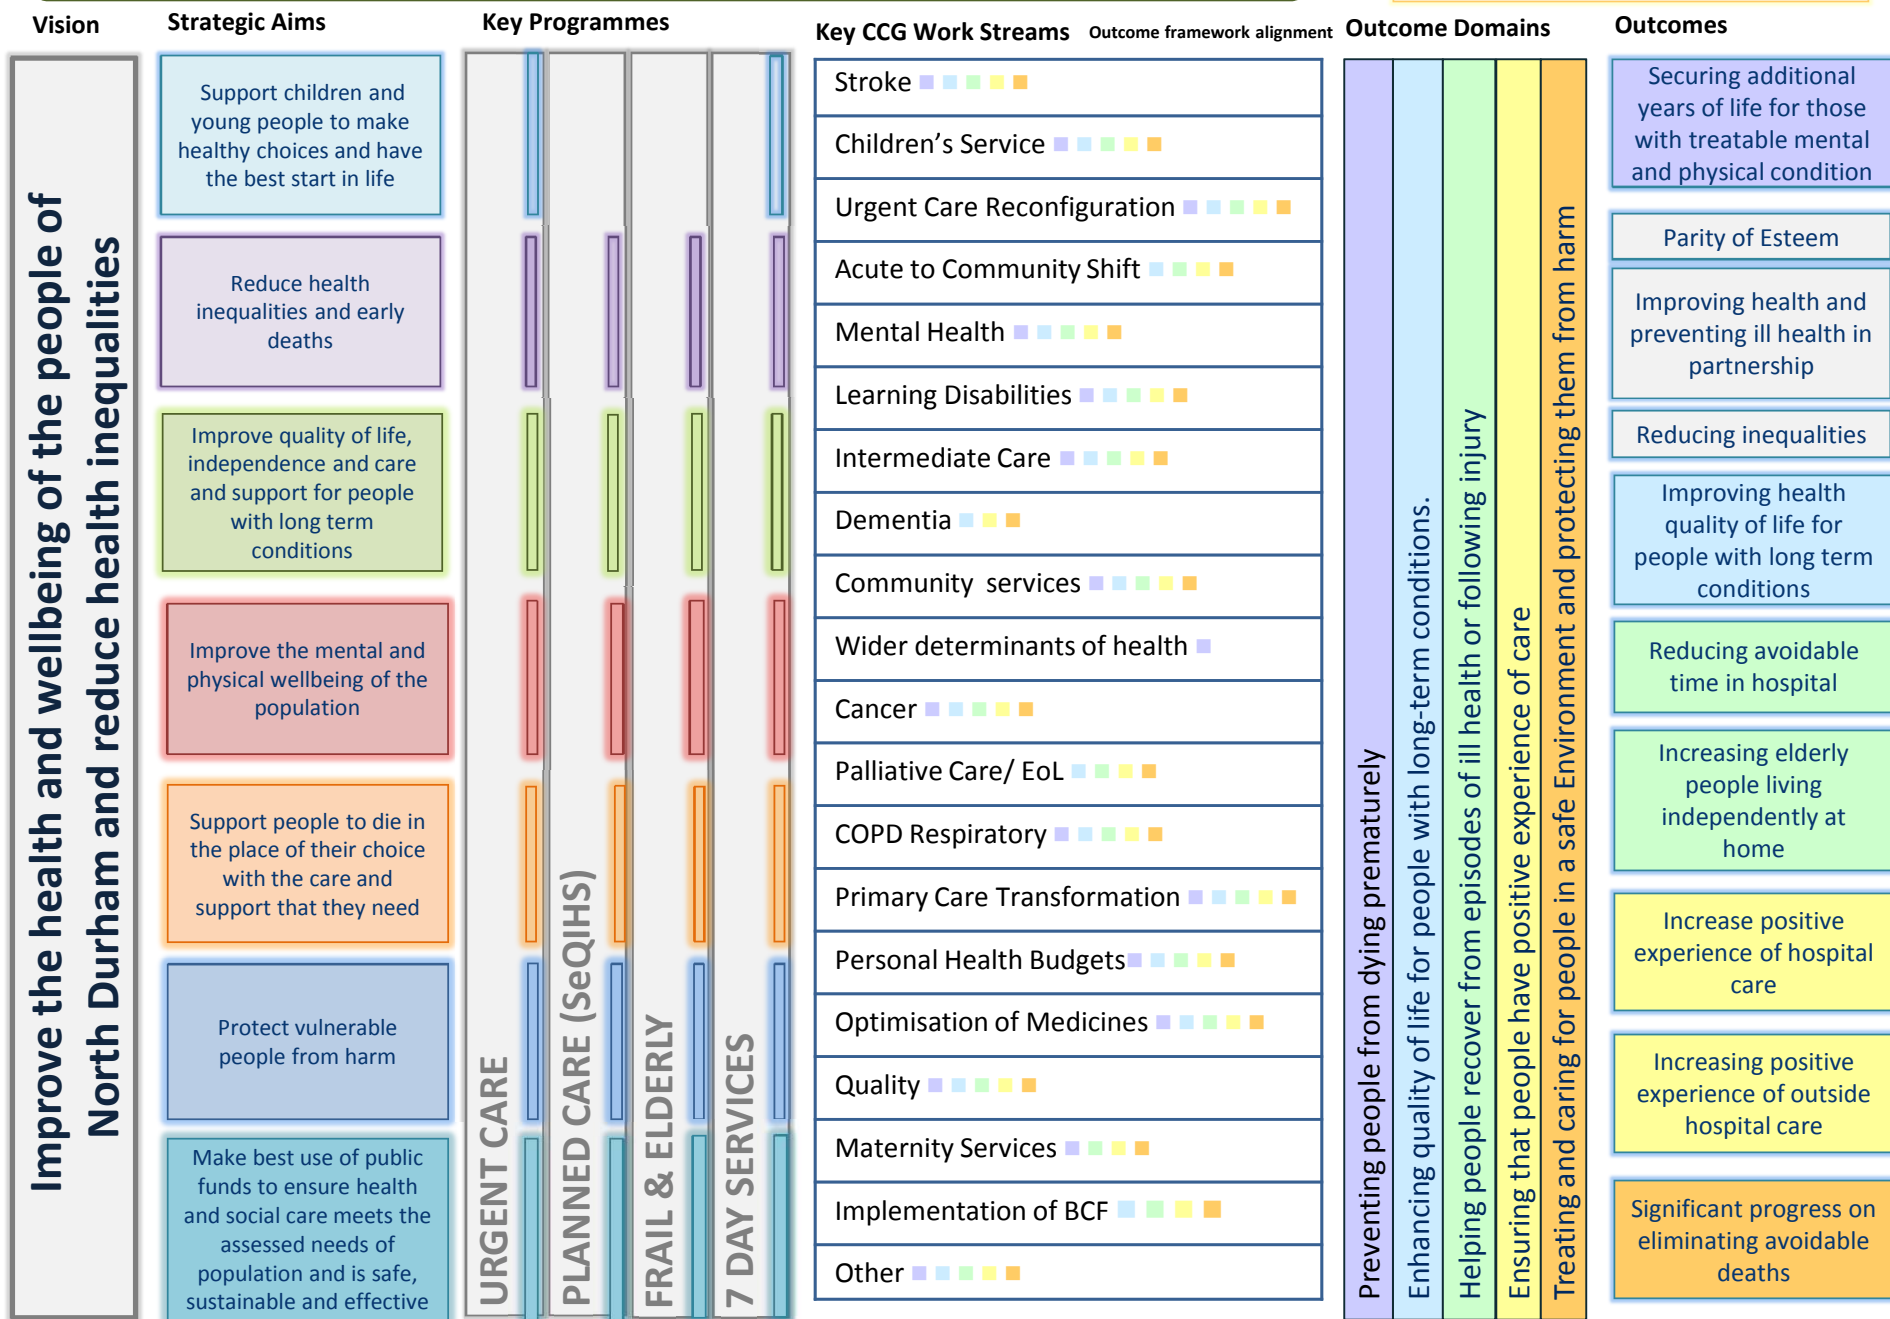 Vision
Strategic Aims
Key Programmes
Key CCG Work Streams
Outcome framework alignment
Outcome Domains
Outcomes
Improve the health and wellbeing of the people of
North Durham and reduce health inequalities
Support children and
young people to make
healthy choices and have
the best start in life
Reduce health
inequalities and early
deaths
Improve quality of life,
independence and care
and support for people
with long term
conditions
Improve the mental and
physical wellbeing of the
population
Support people to die in
the place of their choice
with the care and
support that they need
Protect vulnerable
people from harm
Make best use of public
funds to ensure health
and social care meets the
assessed needs of
population and is safe,
sustainable and effective
URGENT CARE
PLANNED CARE (SeQIHS)
FRAIL & ELDERLY
7 DAY SERVICES
Stroke
Children’s Service
Urgent Care Reconfiguration
Acute to Community Shift
Mental Health
Learning Disabilities
Intermediate Care
Dementia
Community services
Wider determinants of health
Cancer
Palliative Care/ EoL
COPD Respiratory
Primary Care Transformation
Personal Health Budgets
Optimisation of Medicines
Quality
Maternity Services
Implementation of BCF
Other
Preventing people from dying prematurely
Enhancing quality of life for people with long-term conditions.
Helping people recover from episodes of ill health or following injury
Ensuring that people have positive experience of care
Treating and caring for people in a safe Environment and protecting them from harm
Securing additional
years of life for those
with treatable mental
and physical condition
Parity of Esteem
Improving health and
preventing ill health in
partnership
Reducing inequalities
Improving health
quality of life for
people with long term
conditions
Reducing avoidable
time in hospital
Increasing elderly
people living
independently at
home
Increase positive
experience of hospital
care
Increasing positive
experience of outside
hospital care
Significant progress on
eliminating avoidable
deaths